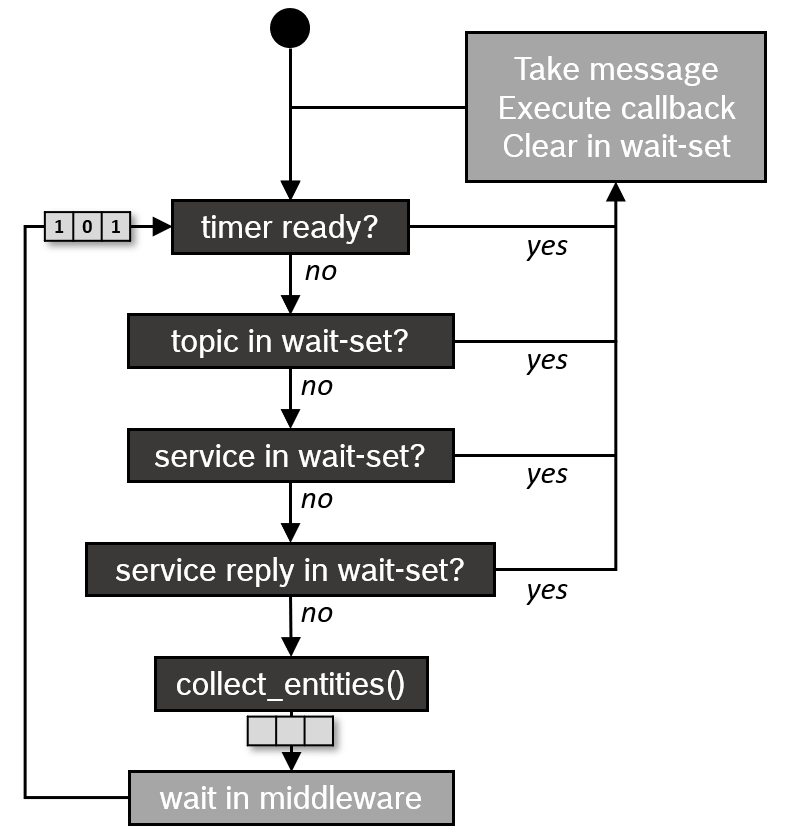 Take message
Execute callback
Clear in wait-set
1 0 1
timer ready?
yes
no
topic in wait-set?
yes
no
service in wait-set?
yes
no
service reply in wait-set?
yes
no
collect_entities()
wait in middleware